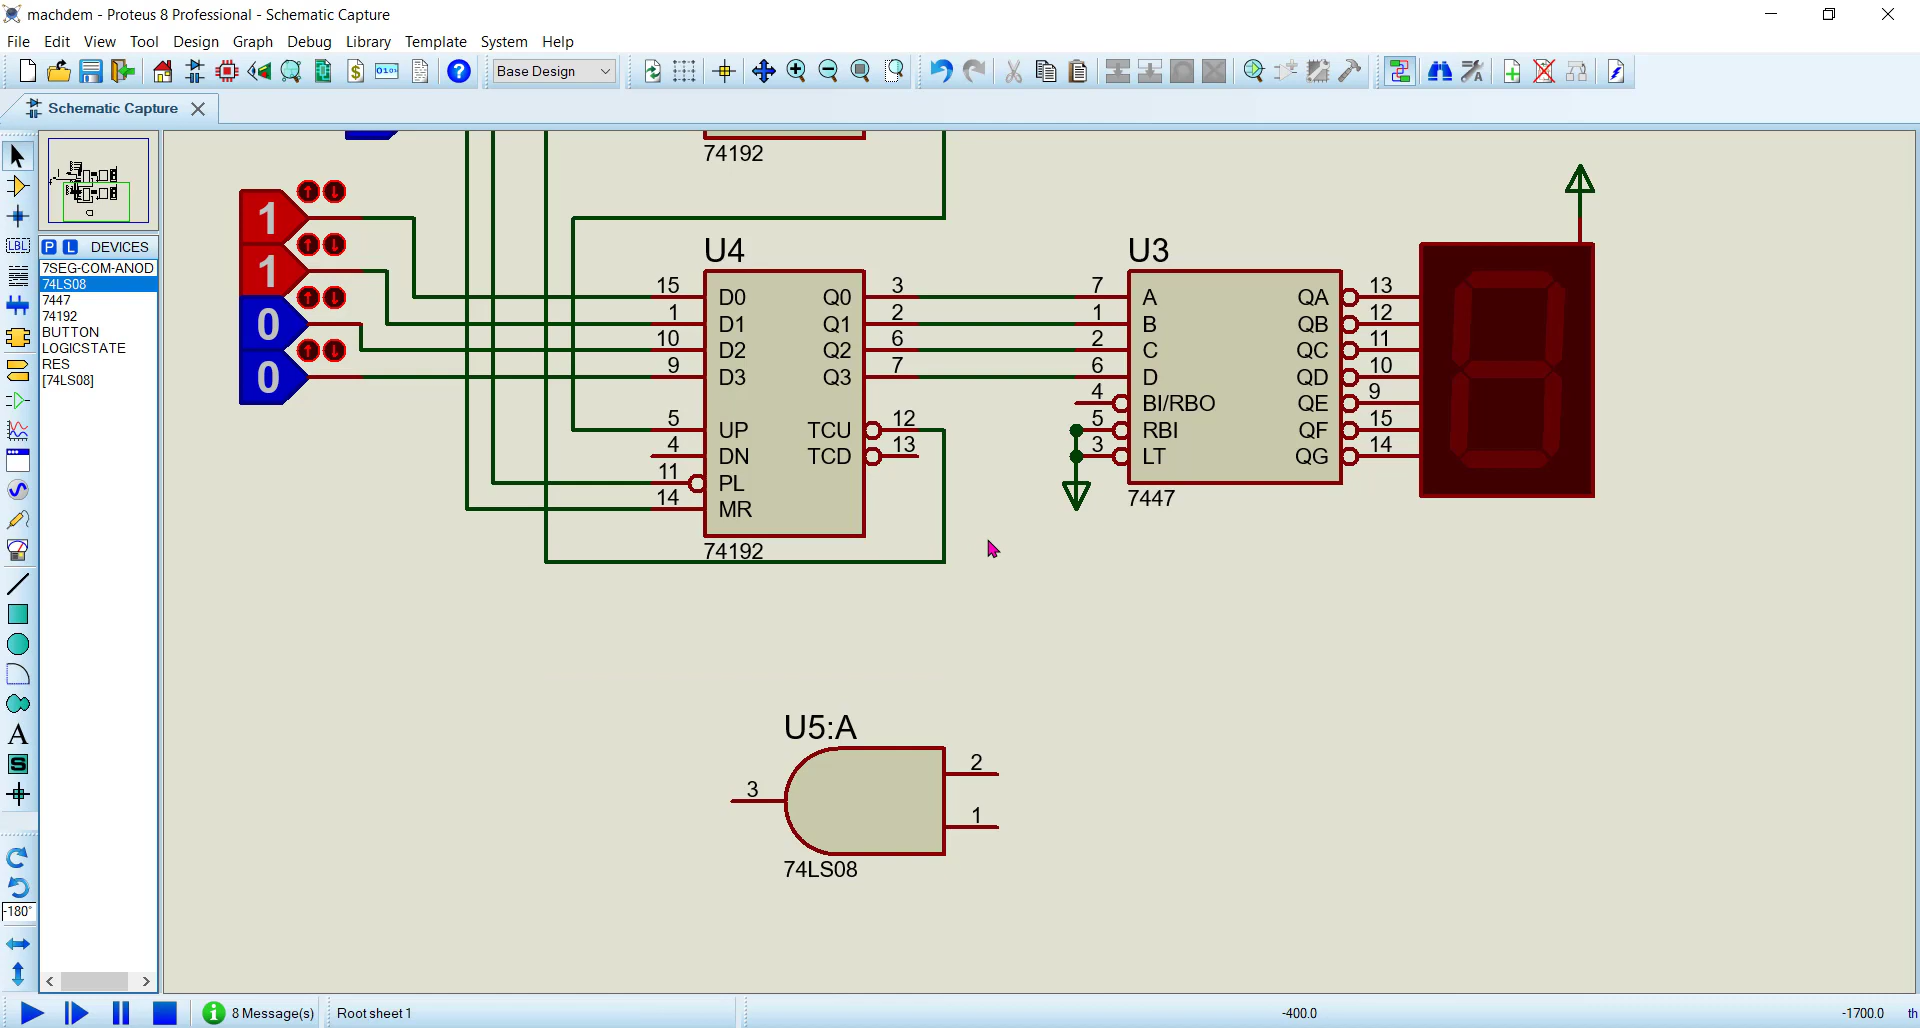 machdem - Proteus 8 Professional - Schematic Capture
File Edit View Tool Design Graph Debug Library Template System Help
$ 0101 ? Base Design
Schematic Capture
74192
P L DEVICES
7SEG-COM-ANOD
74LS08
7447
74192
BUTTON
LOGICSTATE
RES
[74LS08]
LBL
A
S
-180°
1
1
0
0
U4
15 D0 Q0 3
1 D1 Q1 2
10 D2 Q2 6
9 D3 Q3 7
5 UP TCU 12
4 DN TCD 13
11 PL
14 MR
74192
U3
7 A QA 13
1 B QB 12
2 C QC 11
6 D QD 10
4 BI/RBO QE 9
5 RBI QF 15
3 LT QG 14
7447
U5:A
3
2
1
74LS08
8 Message(s) Root sheet 1 -400.0 -1700.0 th